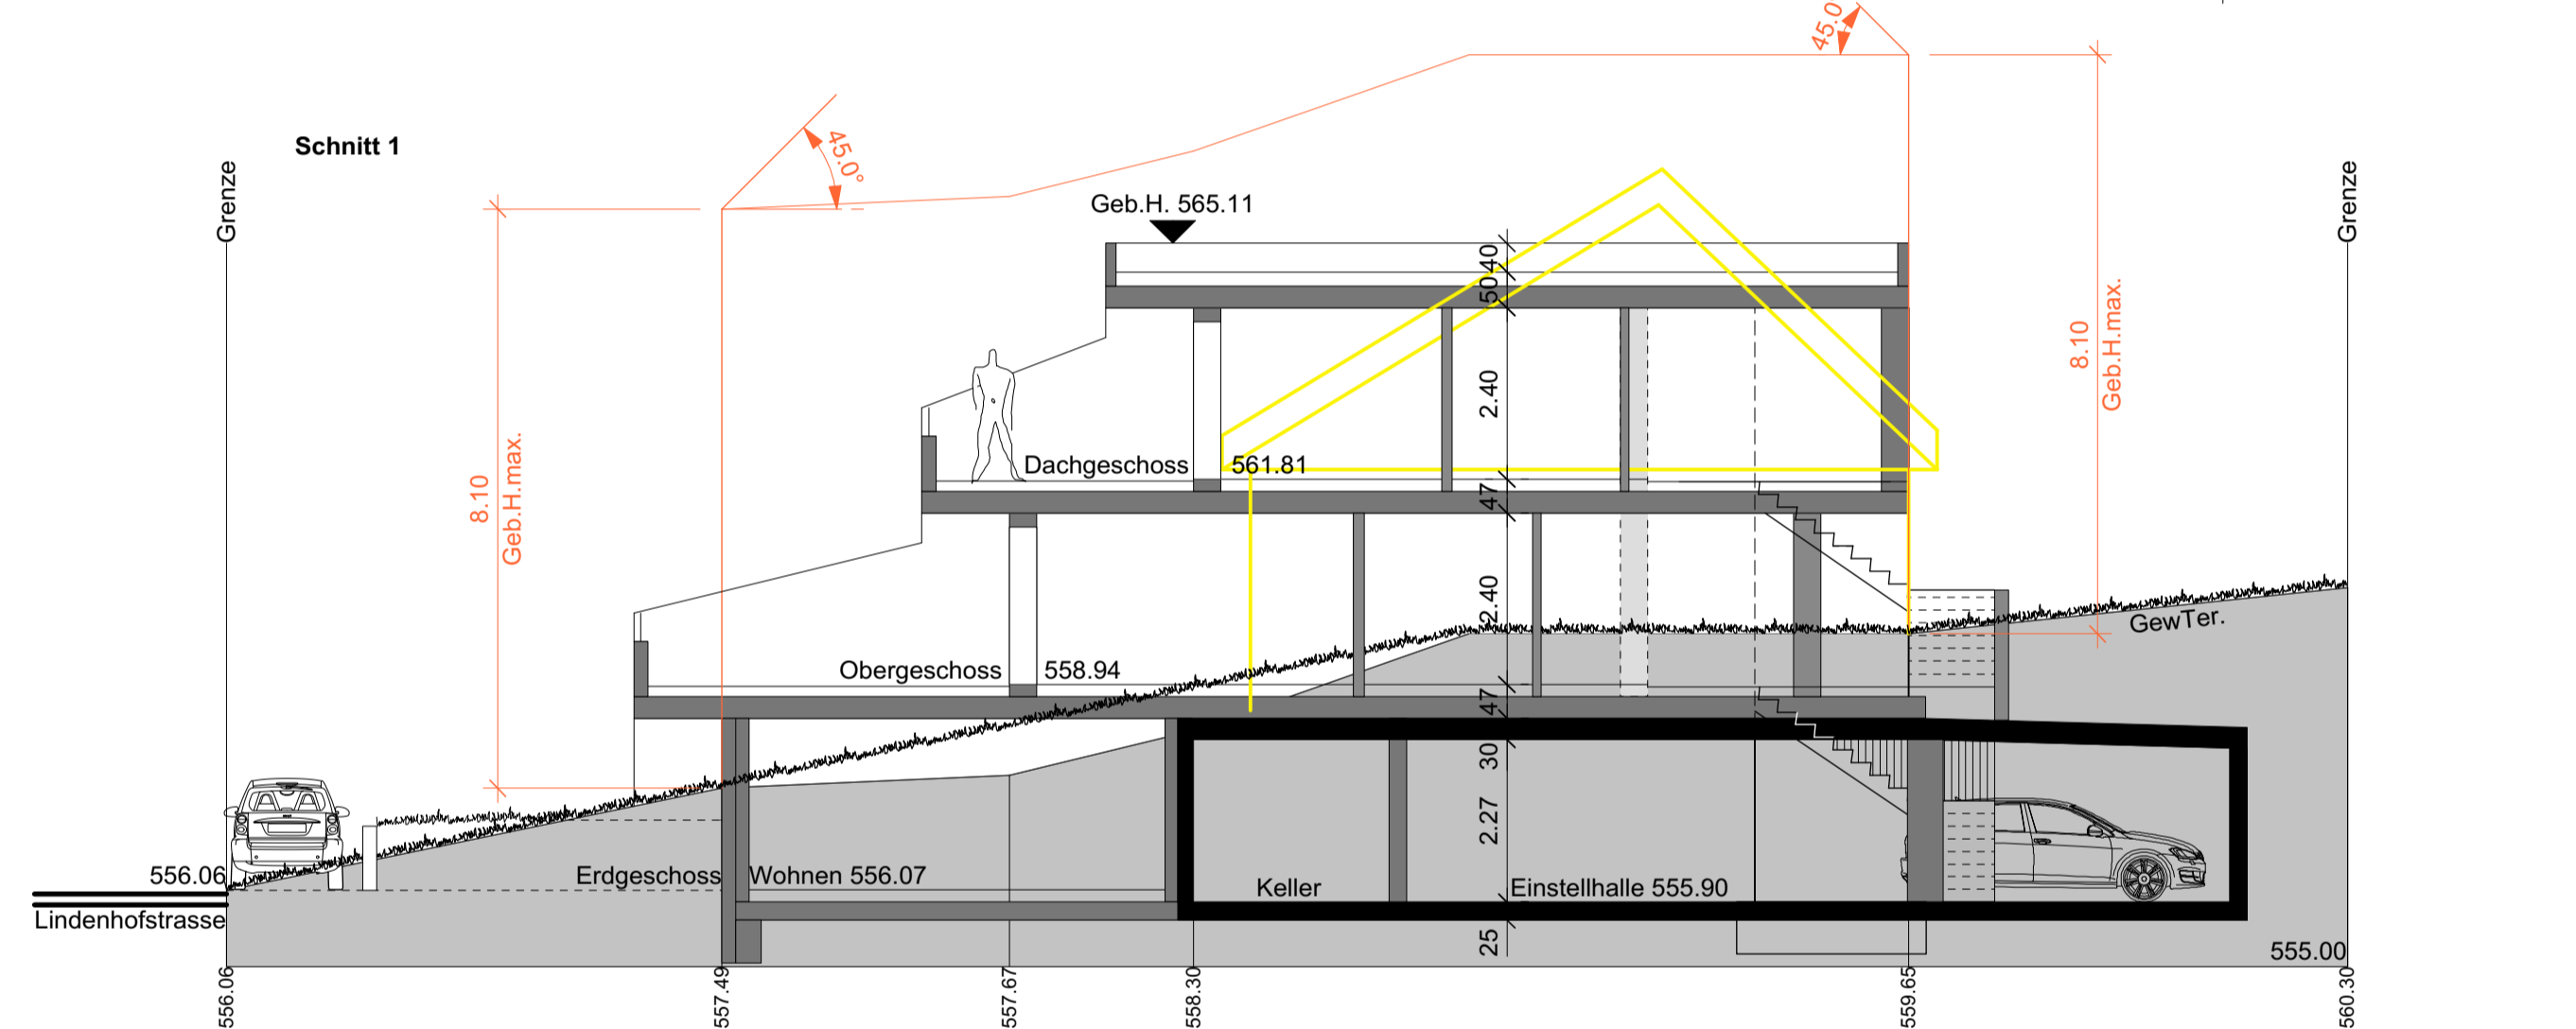 45.0
Schnitt 1
Grenze
45.0°
Geb.H. 565.11
Grenze
40
50
8.10
Geb.H.max.
2.40
8.10
Geb.H.max.
Dachgeschoss
561.81
47
2.40
GewTer.
Obergeschoss
558.94
47
30
2.27
556.06
Erdgeschoss
Wohnen 556.07
Keller
Einstellhalle 555.90
Lindenhofstrasse
25
555.00
556.06
557.49
557.67
558.30
559.65
560.30